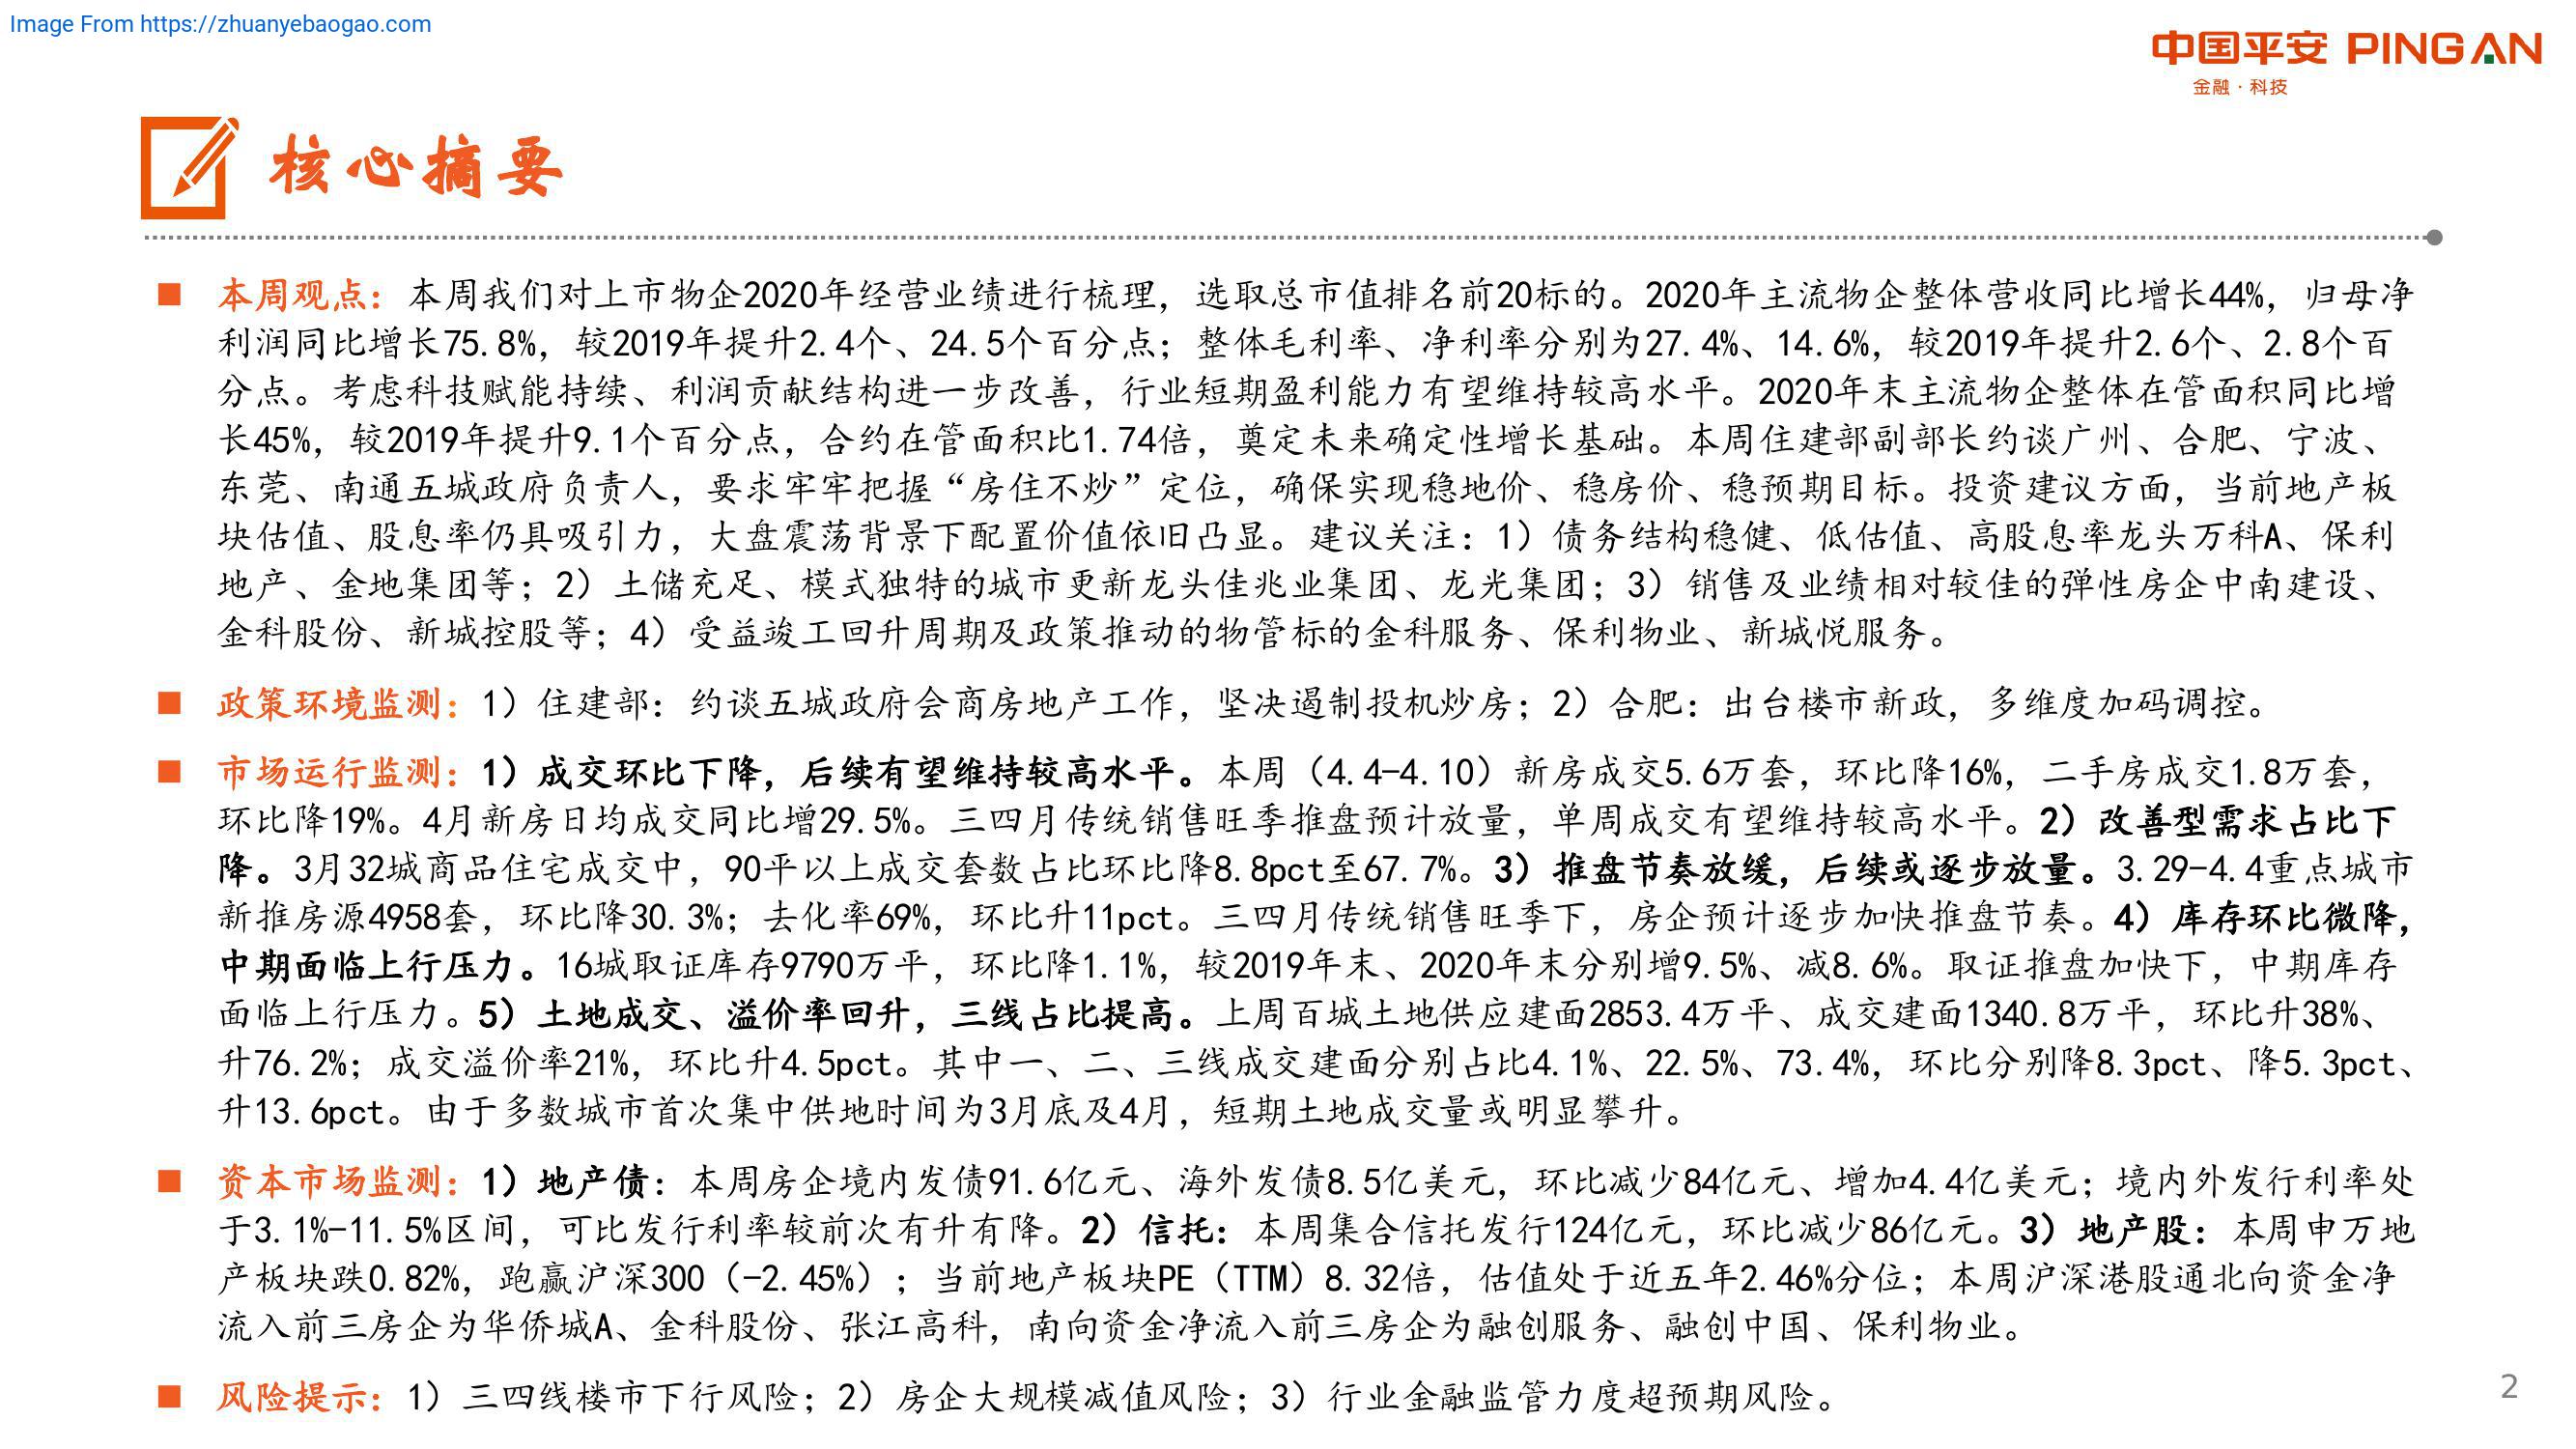 Image From https://zhuanyebaogao.com
中国平安 PINGAN
金融·科技
核心摘要
本周观点：本周我们对上市物企2020年经营业绩进行梳理，选取总市值排名前20标的。2020年主流物企整体营收同比增长44%，归母净
利润同比增长75.8%，较2019年提升2.4个、24.5个百分点；整体毛利率、净利率分别为27.4%、14.6%，较2019年提升2.6个、2.8个百
分点。考虑科技赋能持续、利润贡献结构进一步改善，行业短期盈利能力有望维持较高水平。2020年末主流物企整体在管面积同比增
长45%，较2019年提升9.1个百分点，合约在管面积比1.74倍，奠定未来确定性增长基础。本周住建部副部长约谈广州、合肥、宁波、
东莞、南通五城政府负责人，要求牢牢把握“房住不炒”定位，确保实现稳地价、稳房价、稳预期目标。投资建议方面，当前地产板
块估值、股息率仍具吸引力，大盘震荡背景下配置价值依旧凸显。建议关注：1）债务结构稳健、低估值、高股息率龙头万科A、保利
地产、金地集团等；2）土储充足、模式独特的城市更新龙头佳兆业集团、龙光集团；3）销售及业绩相对较佳的弹性房企中南建设、
金科股份、新城控股等；4）受益竣工回升周期及政策推动的物管标的金科服务、保利物业、新城悦服务。
政策环境监测：1）住建部：约谈五城政府会商房地产工作，坚决遏制投机炒房；2）合肥：出台楼市新政，多维度加码调控。
市场运行监测：1）成交环比下降，后续有望维持较高水平。本周（4.4-4.10）新房成交5.6万套，环比降16%，二手房成交1.8万套，
环比降19%。4月新房日均成交同比增29.5%。三四月传统销售旺季推盘预计放量，单周成交有望维持较高水平。2）改善型需求占比下
降。3月32城商品住宅成交中，90平以上成交套数占比环比降8.8pct至67.7%。3）推盘节奏放缓，后续或逐步放量。3.29-4.4重点城市
新推房源4958套，环比降30.3%；去化率69%，环比升11pct。三四月传统销售旺季下，房企预计逐步加快推盘节奏。4）库存环比微降，
中期面临上行压力。16城取证库存9790万平，环比降1.1%，较2019年末、2020年末分别增9.5%、减8.6%。取证推盘加快下，中期库存
面临上行压力。5）土地成交、溢价率回升，三线占比提高。上周百城土地供应建面2853.4万平、成交建面1340.8万平，环比升38%、
升76.2%；成交溢价率21%，环比升4.5pct。其中一、二、三线成交建面分别占比4.1%、22.5%、73.4%，环比分别降8.3pct、降5.3pct、
升13.6pct。由于多数城市首次集中供地时间为3月底及4月，短期土地成交量或明显攀升。
资本市场监测：1）地产债：本周房企境内发债91.6亿元、海外发债8.5亿美元，环比减少84亿元、增加4.4亿美元；境内外发行利率处
于3.1%-11.5%区间，可比发行利率较前次有升有降。2）信托：本周集合信托发行124亿元，环比减少86亿元。3）地产股：本周申万地
产板块跌0.82%，跑赢沪深300（-2.45%）；当前地产板块PE（TTM）8.32倍，估值处于近五年2.46%分位；本周沪深港股通北向资金净
流入前三房企为华侨城A、金科股份、张江高科，南向资金净流入前三房企为融创服务、融创中国、保利物业。
风险提示：1）三四线楼市下行风险；2）房企大规模减值风险；3）行业金融监管力度超预期风险。
2